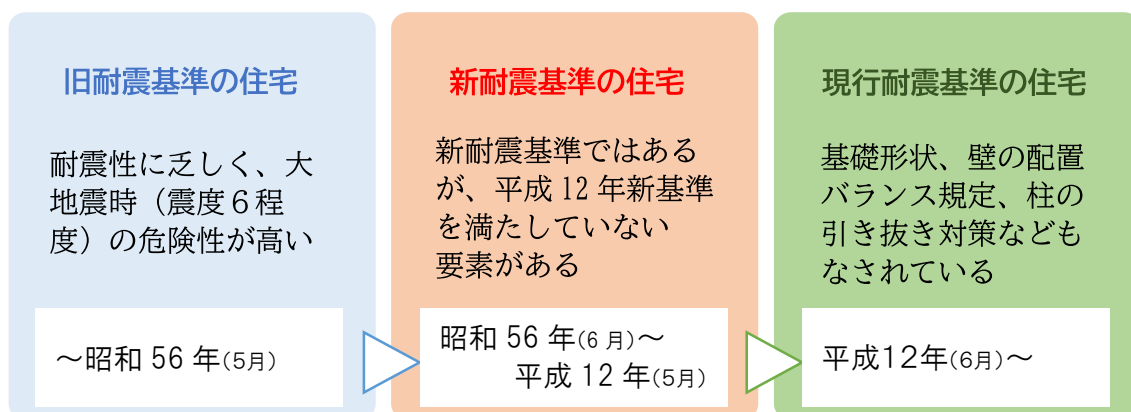 旧耐震基準の住宅
耐震性に乏しく、大
地震時（震度６程
度）の危険性が高い
～昭和 56 年(5月)
新耐震基準の住宅
新耐震基準ではある
が、平成 12 年新基準
を満たしていない
要素がある
昭和 56 年(6 月)～
平成 12 年(5月)
現行耐震基準の住宅
基礎形状、壁の配置
バランス規定、柱の
引き抜き対策なども
なされている
平成12年(6月)～